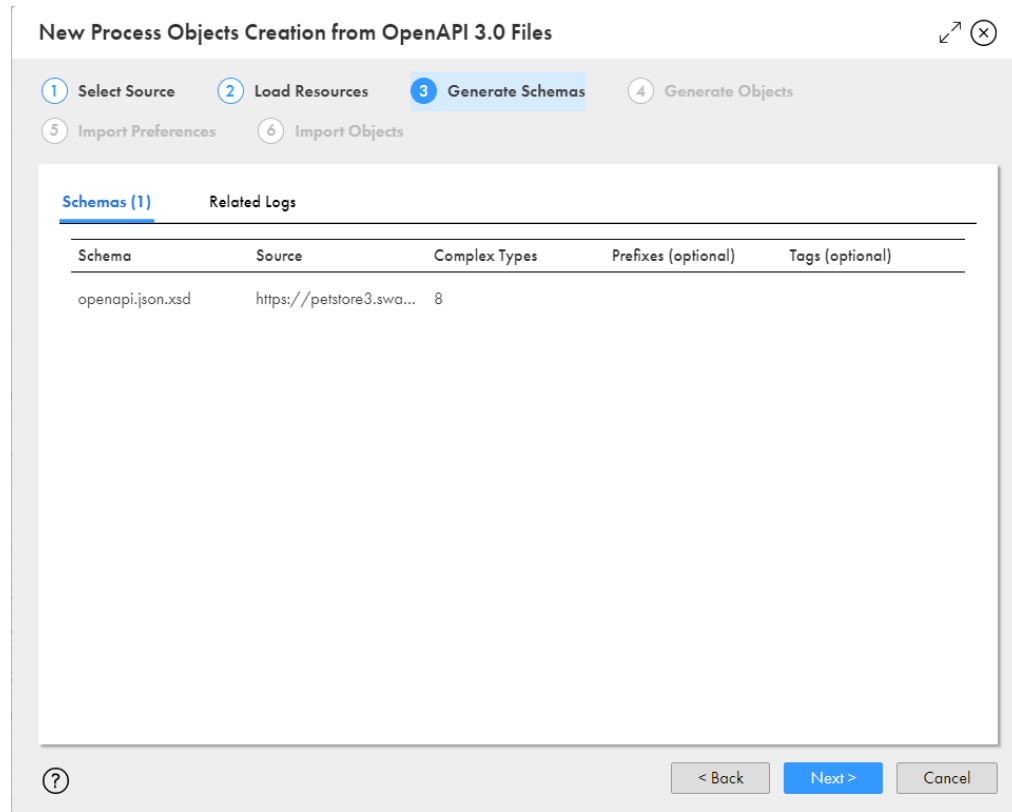 New Process Objects Creation from OpenAPI 3.0 Files
1 Select Source 2 Load Resources 3 Generate Schemas 4 Generate Objects
5 Import Preferences 6 Import Objects
Schemas (1) Related Logs
Schema Source Complex Types Prefixes (optional) Tags (optional)
openapi.json.xsd https://petstore3.swa... 8
? < Back Next > Cancel